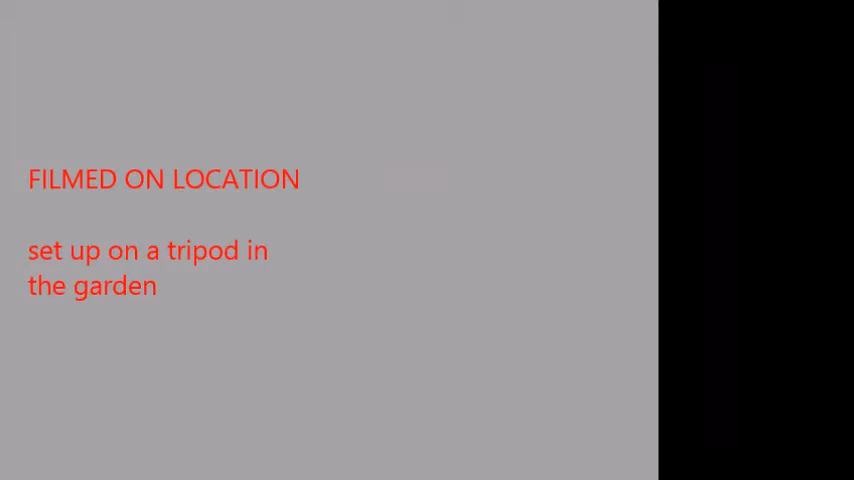 FILMED ON LOCATION
set up on a tripod in
the garden